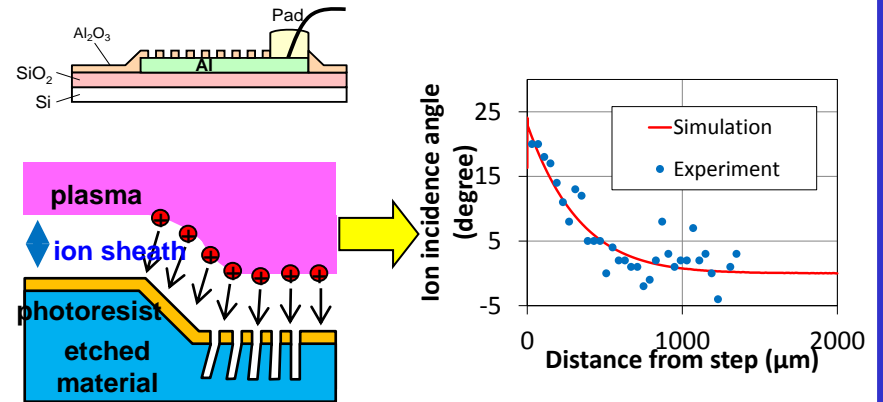 Pad
Al₂O₃
Al
SiO₂
Si
plasma
ion sheath
photoresist
etched
material
Ion incidence angle
(degree)
25
15
5
-5
Simulation
Experiment
0
1000
2000
Distance from step (μm)